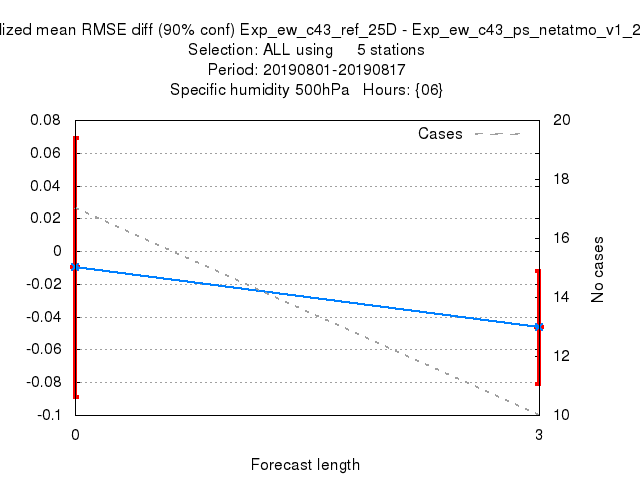 lized mean RMSE diff (90% conf) Exp_ew_c43_ref_25D - Exp_ew_c43_ps_netatmo_v1_2
Selection: ALL using 5 stations
Period: 20190801-20190817
Specific humidity 500hPa Hours: {06}
0.08
0.06
0.04
0.02
0
-0.02
-0.04
-0.06
-0.08
-0.1
Cases
20
18
16
14
12
10
No cases
0
3
Forecast length